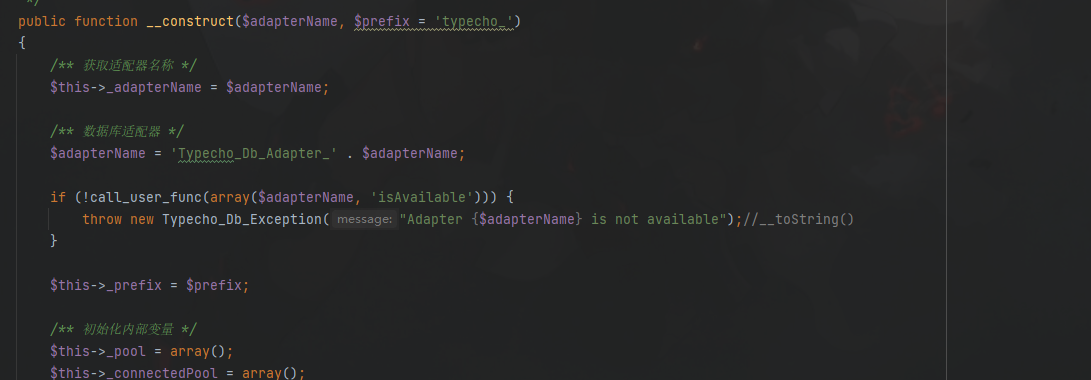 */
public function __construct($adapterName, $prefix = 'typecho_')
{
/** 获取适配器名称 */
$this->_adapterName = $adapterName;
/** 数据库适配器 */
$adapterName = 'Typecho_Db_Adapter_' . $adapterName;
if (!call_user_func(array($adapterName, 'isAvailable'))) {
throw new Typecho_Db_Exception( message: "Adapter {$adapterName} is not available");//__toString()
}
$this->_prefix = $prefix;
/** 初始化内部变量 */
$this->_pool = array();
$this->_connectedPool = array();